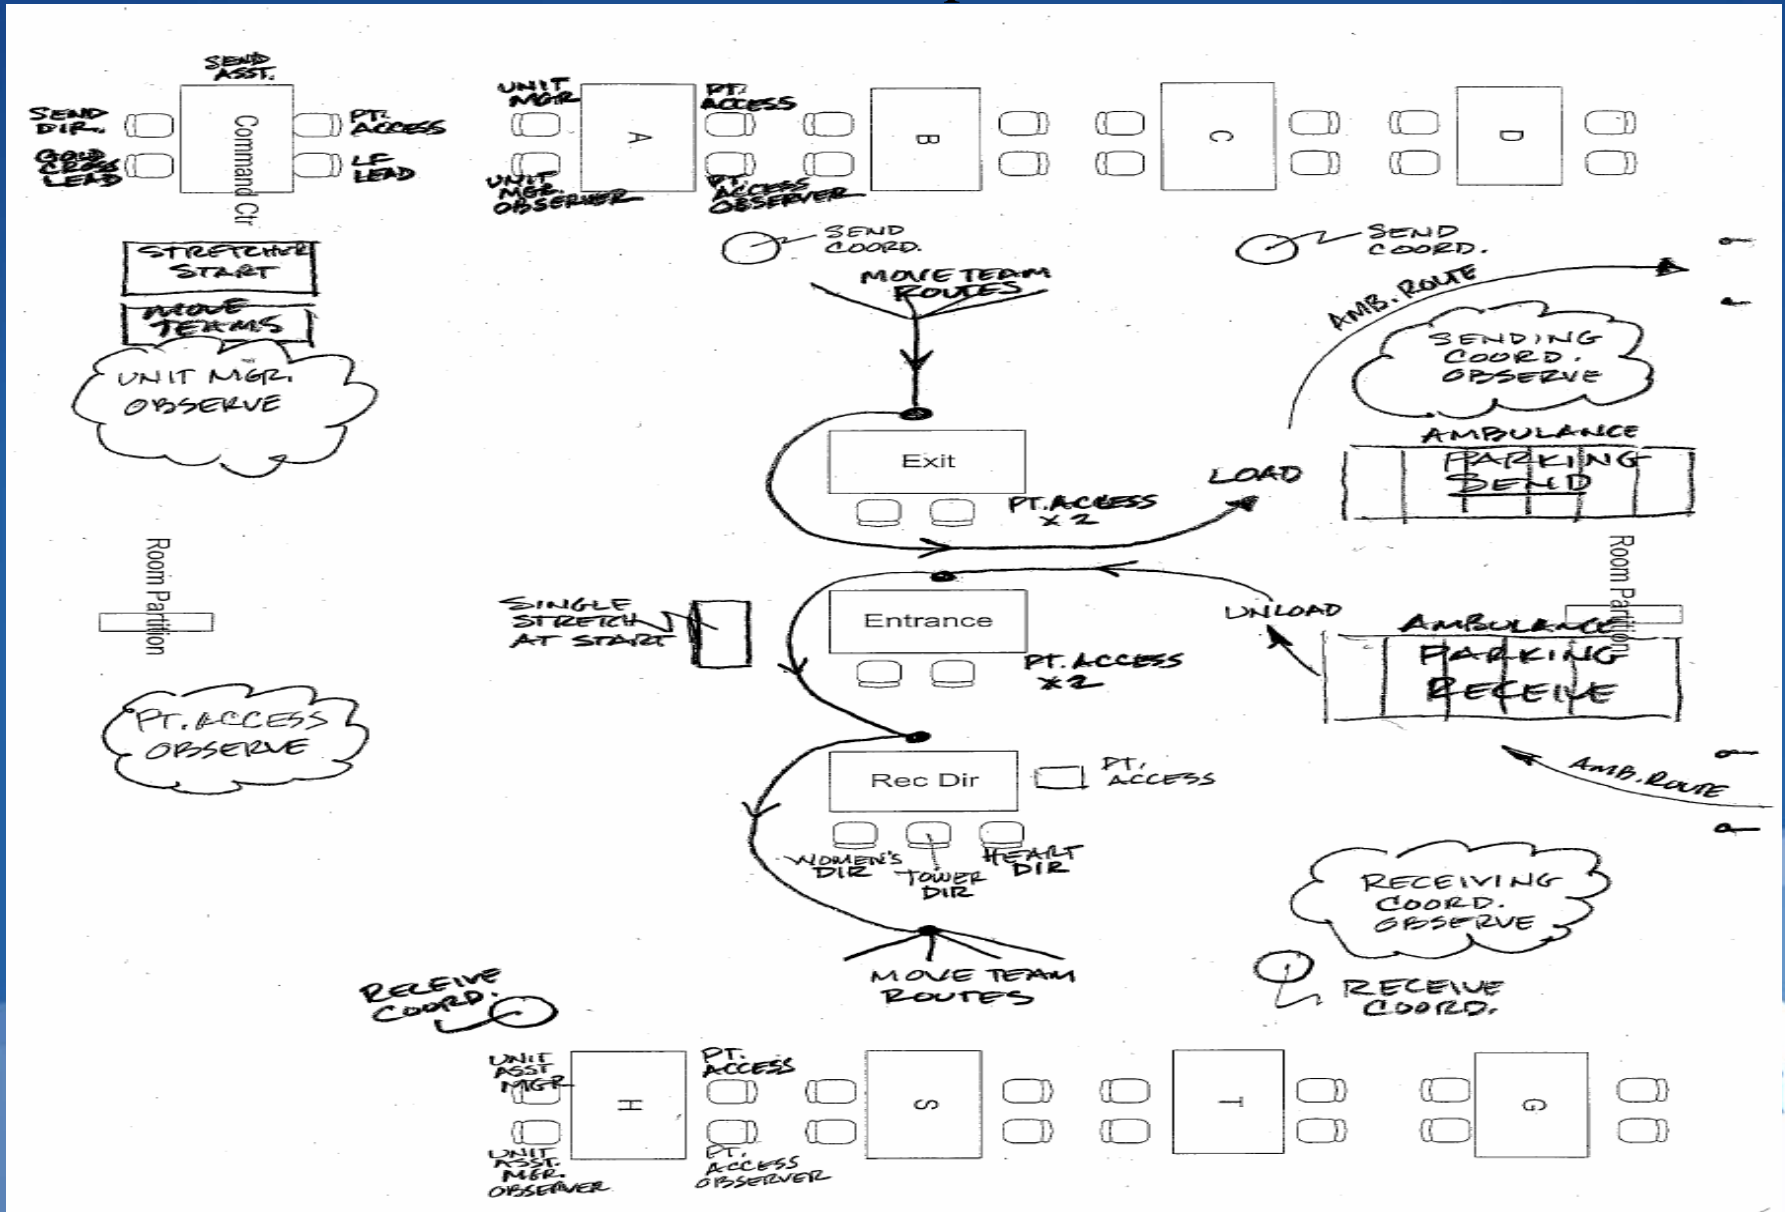 SEND
ASST.
SEND
DIR.
GOLD
CROSS
LEAD
Command Ctr
PT.
ACCESS
LF
LEAD
UNIT
MGR
UNIT
MGR.
OBSERVER
A
PT.
ACCESS
PT.
ACCESS
OBSERVER
B
C
D
STRETCHER
START
MOVE
TEAMS
UNIT MGR.
OBSERVE
SEND
COORD.
MOVE TEAM
ROUTES
SEND
COORD.
AMB. ROUTE
SENDING
COORD.
OBSERVE
AMBULANCE
PARKING
SEND
Exit
PT. ACCESS
x 2
LOAD
Room Partition
Room Partition
SINGLE
STRETCH
AT START
Entrance
PT. ACCESS
x 2
UNLOAD
AMBULANCE
PARKING
RECEIVE
PT. ACCESS
OBSERVE
Rec Dir
PT.
ACCESS
WOMEN'S
DIR
TOWER
DIR
HEART
DIR
AMB. ROUTE
RECEIVING
COORD.
OBSERVE
MOVE TEAM
ROUTES
RECEIVE
COORD.
RECEIVE
COORD.
UNIT
ASST
MGR
UNIT
ASST.
MGR.
OBSERVER
H
PT.
ACCESS
PT.
ACCESS
OBSERVER
S
T
G